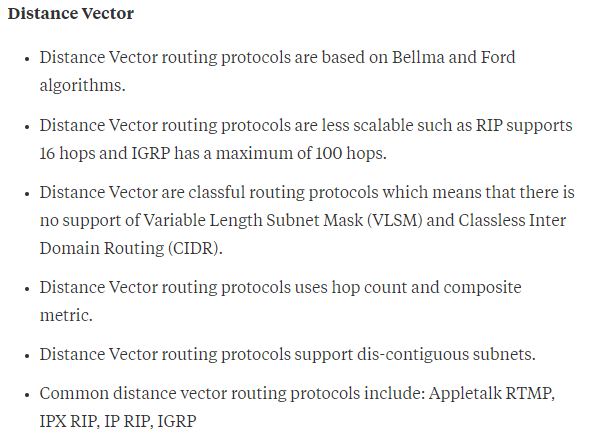 Distance Vector
• Distance Vector routing protocols are based on Bellma and Ford
algorithms.
• Distance Vector routing protocols are less scalable such as RIP supports
16 hops and IGRP has a maximum of 100 hops.
• Distance Vector are classful routing protocols which means that there is
no support of Variable Length Subnet Mask (VLSM) and Classless Inter
Domain Routing (CIDR).
• Distance Vector routing protocols uses hop count and composite
metric.
• Distance Vector routing protocols support dis-contiguous subnets.
• Common distance vector routing protocols include: Appletalk RTMP,
IPX RIP, IP RIP, IGRP